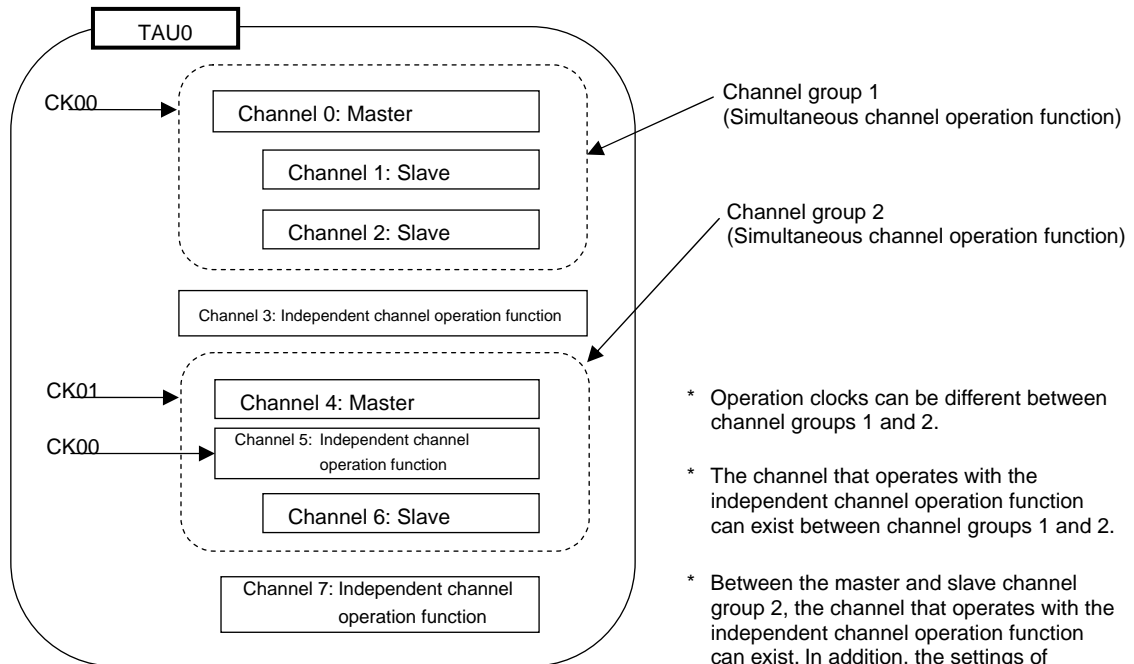 TAU0
CK00
Channel 0: Master
Channel 1: Slave
Channel 2: Slave
Channel group 1
(Simultaneous channel operation function)
Channel group 2
(Simultaneous channel operation function)
Channel 3: Independent channel operation function
CK01
Channel 4: Master
CK00
Channel 5: Independent channel
operation function
Channel 6: Slave
Channel 7: Independent channel
operation function
* Operation clocks can be different between
channel groups 1 and 2.
* The channel that operates with the
independent channel operation function
can exist between channel groups 1 and 2.
* Between the master and slave channel
group 2, the channel that operates with the
independent channel operation function
can exist. In addition, the settings of